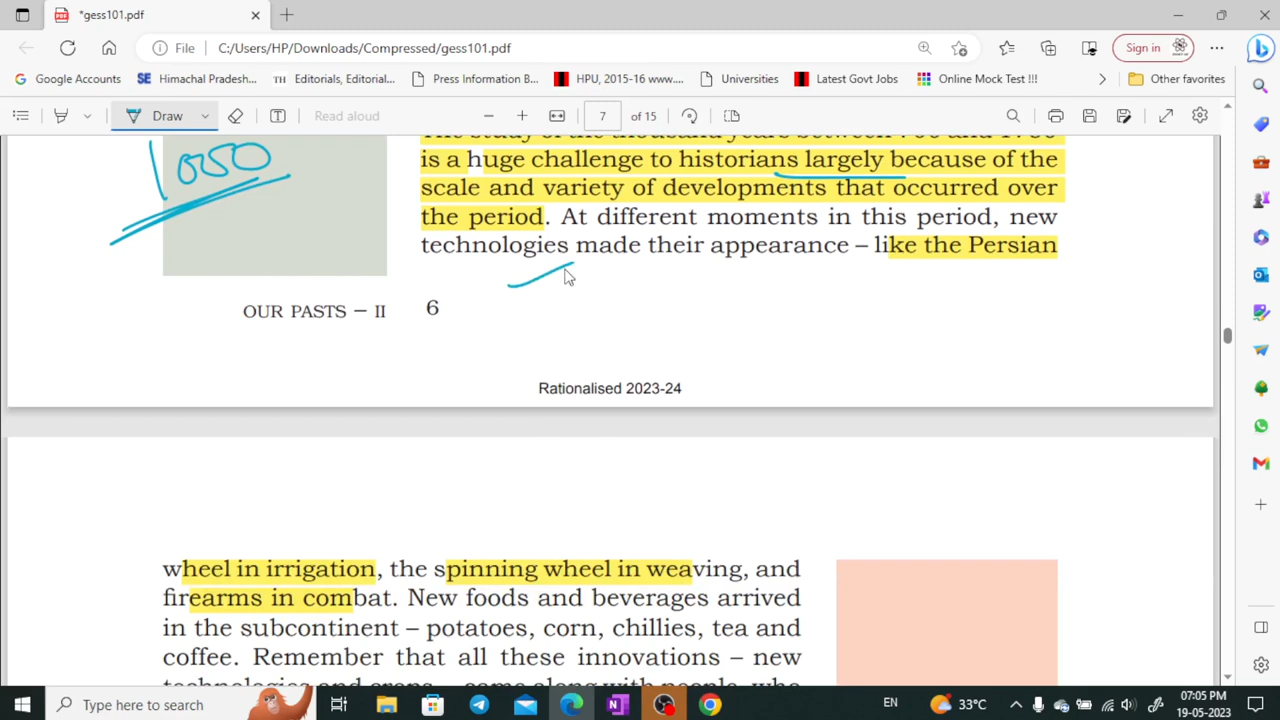 *gess101.pdf
File C:/Users/HP/Downloads/Compressed/gess101.pdf Sign in
Google Accounts Himachal Pradesh... Editorials, Editorial... Press Information B... HPU, 2015-16 www.... Universities Latest Govt Jobs Online Mock Test !!! Other favorites
Draw Read aloud 7 of 15
is a huge challenge to historians largely because of the
scale and variety of developments that occurred over
the period. At different moments in this period, new
technologies made their appearance – like the Persian
OUR PASTS – II 6
Rationalised 2023-24
wheel in irrigation, the spinning wheel in weaving, and
firearms in combat. New foods and beverages arrived
in the subcontinent – potatoes, corn, chillies, tea and
coffee. Remember that all these innovations – new
Type here to search EN 33°C 07:05 PM
19-05-2023